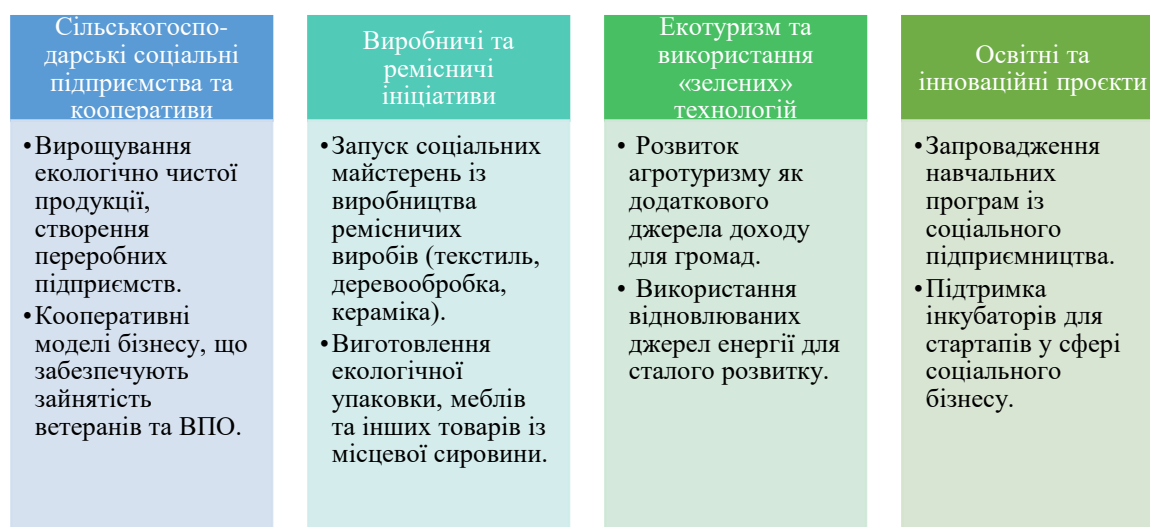 Сільськогоспо-
дарські соціальні
підприємства та
кооперативи
•Вирощування
екологічно чистої
продукції,
створення
переробних
підприємств.
•Кооперативні
моделі бізнесу, що
забезпечують
зайнятість
ветеранів та ВПО.
Виробничі та
ремісничі
ініціативи
•Запуск соціальних
майстерень із
виробництва
ремісничих
виробів (текстиль,
деревообробка,
кераміка).
•Виготовлення
екологічної
упаковки, меблів
та інших товарів із
місцевої сировини.
Екотуризм та
використання
«зелених»
технологій
• Розвиток
агротуризму як
додаткового
джерела доходу
для громад.
• Використання
відновлюваних
джерел енергії для
сталого розвитку.
Освітні та
інноваційні проєкти
•Запровадження
навчальних
програм із
соціального
підприємництва.
•Підтримка
інкубаторів для
стартапів у сфері
соціального
бізнесу.